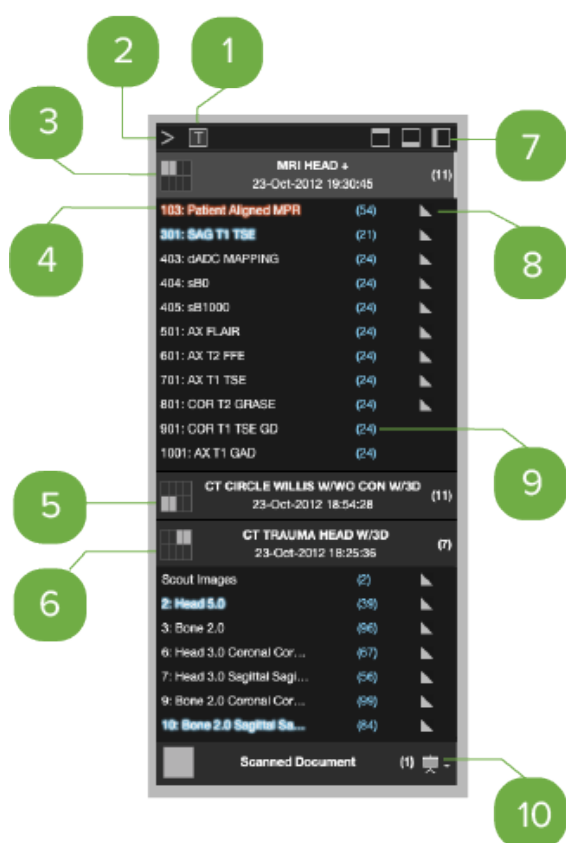 2
1
3
> T
7
MRI HEAD +
23-Oct-2012 19:30:45
(11)
103: Patient Aligned MPR (54)
4
8
301: SAG T1 TSE (21)
403: dADC MAPPING (24)
404: sB0 (24)
405: sB1000 (24)
501: AX FLAIR (24)
601: AX T2 FFE (24)
701: AX T1 TSE (24)
801: COR T2 GRASE (24)
901: COR T1 TSE GD (24)
9
1001: AX T1 GAD (24)
5
CT CIRCLE WILLIS W/WO CON W/3D
23-Oct-2012 18:54:28
(11)
CT TRAUMA HEAD W/3D
23-Oct-2012 18:25:36
(7)
6
Scout Images (2)
2: Head 5.0 (39)
3: Bone 2.0 (96)
6: Head 3.0 Coronal Cor... (67)
7: Head 3.0 Sagittal Sagi... (56)
9: Bone 2.0 Coronal Cor... (99)
10: Bone 2.0 Sagittal Sa... (84)
Scanned Document (1)
10